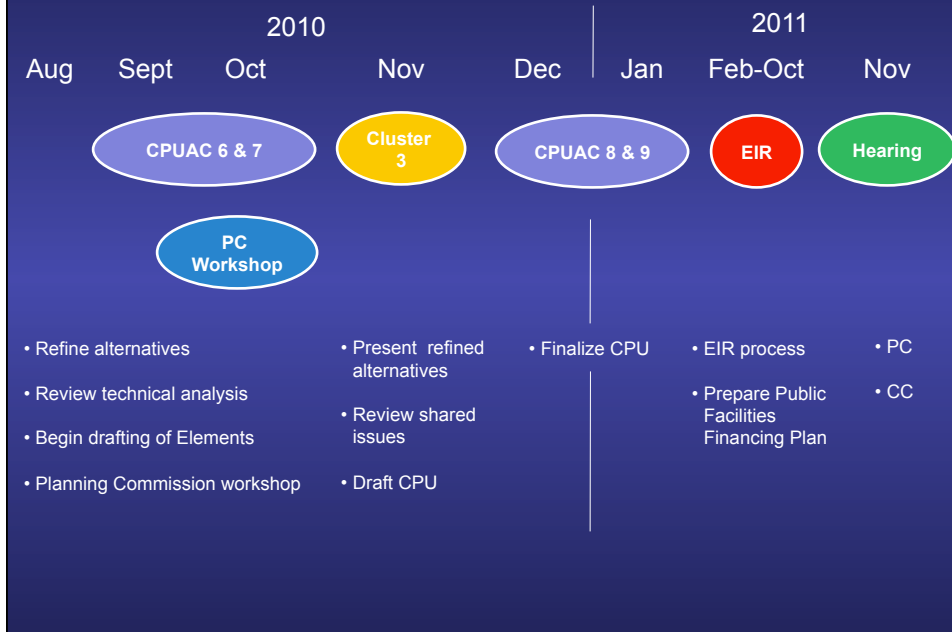 2010
2011
Aug Sept Oct Nov Dec Jan Feb-Oct Nov
CPUAC 6 & 7
Cluster
3
CPUAC 8 & 9
EIR
Hearing
PC
Workshop
• Refine alternatives
• Review technical analysis
• Begin drafting of Elements
• Planning Commission workshop
• Present refined
alternatives
• Review shared
issues
• Draft CPU
• Finalize CPU
• EIR process
• Prepare Public
Facilities
Financing Plan
• PC
• CC